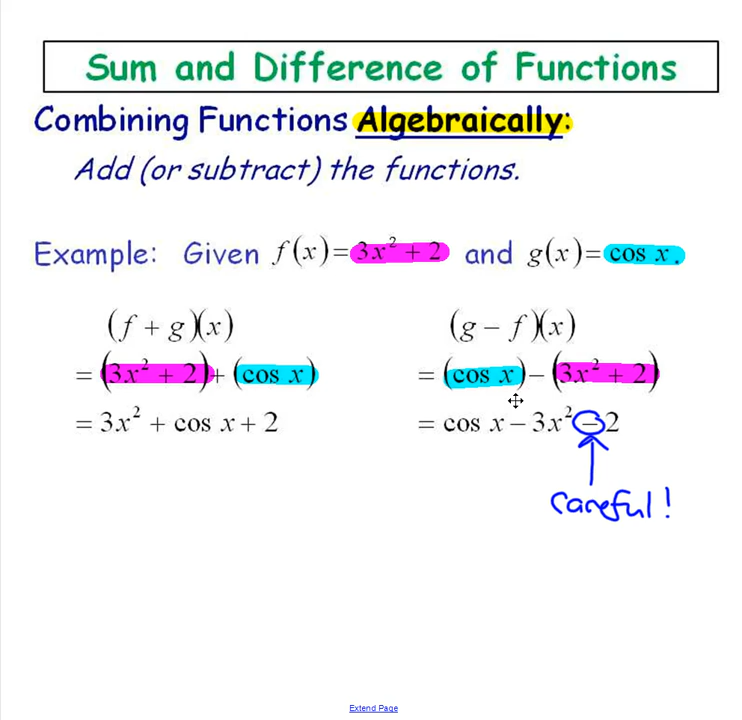 Sum and Difference of Functions
Combining Functions Algebraically:
Add (or subtract) the functions.
Example: Given f(x)=3x² + 2 and g(x)=cos x.
(f + g)(x)
= (3x² + 2)+ (cos x)
= 3x² + cos x + 2
(g − f)(x)
= (cos x) − (3x² + 2)
= cos x − 3x² − 2
Careful!
Extend Page